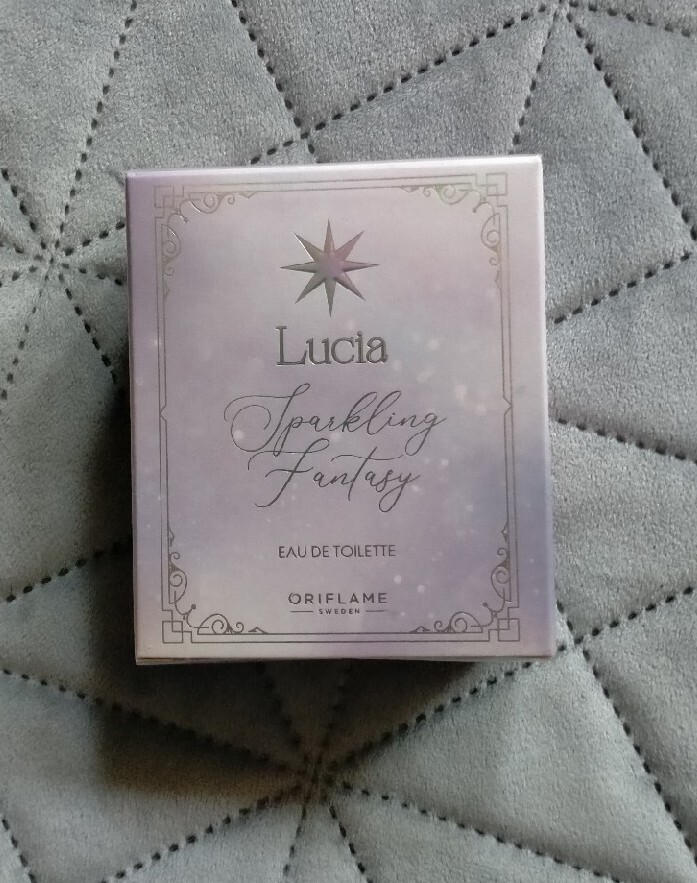 Lucia
Sparkling
Fantasy
EAU DE TOILETTE
ORIFLAME
SWEDEN